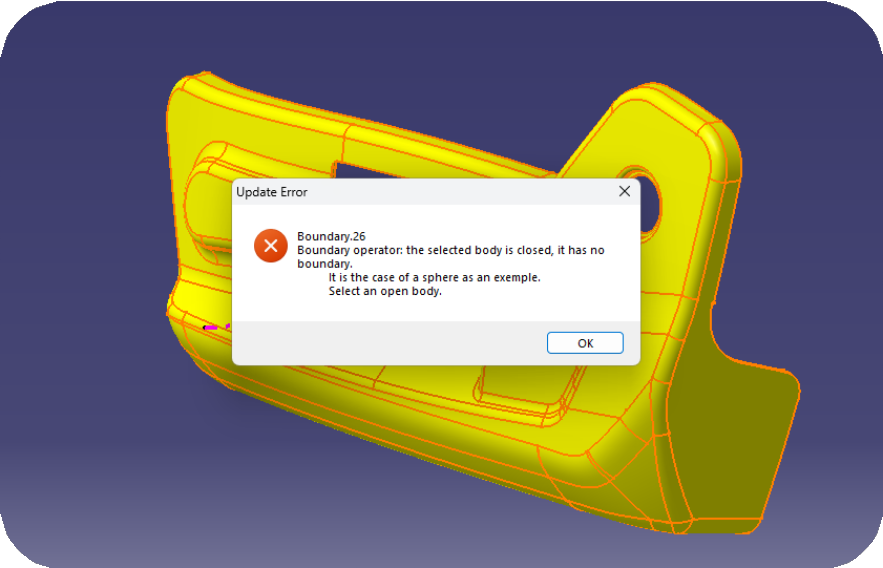 Update Error
Boundary.26
Boundary operator: the selected body is closed, it has no
boundary.
It is the case of a sphere as an exemple.
Select an open body.
OK